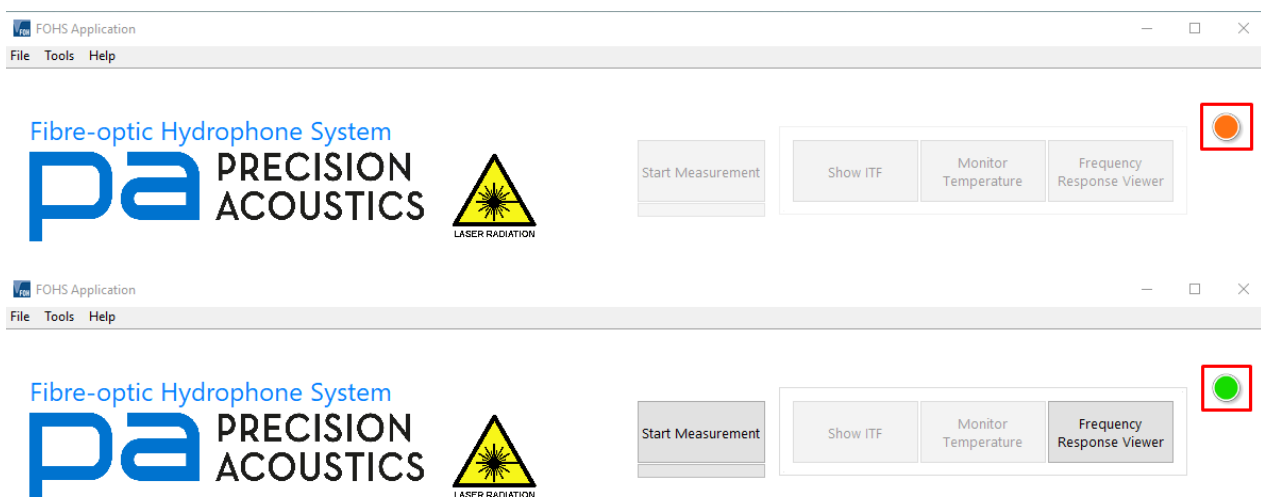 FOHS Application
File Tools Help
Fibre-optic Hydrophone System
pa PRECISION
ACOUSTICS
LASER RADIATION
Start Measurement
Show ITF
Monitor
Temperature
Frequency
Response Viewer
FOHS Application
File Tools Help
Fibre-optic Hydrophone System
pa PRECISION
ACOUSTICS
LASER RADIATION
Start Measurement
Show ITF
Monitor
Temperature
Frequency
Response Viewer